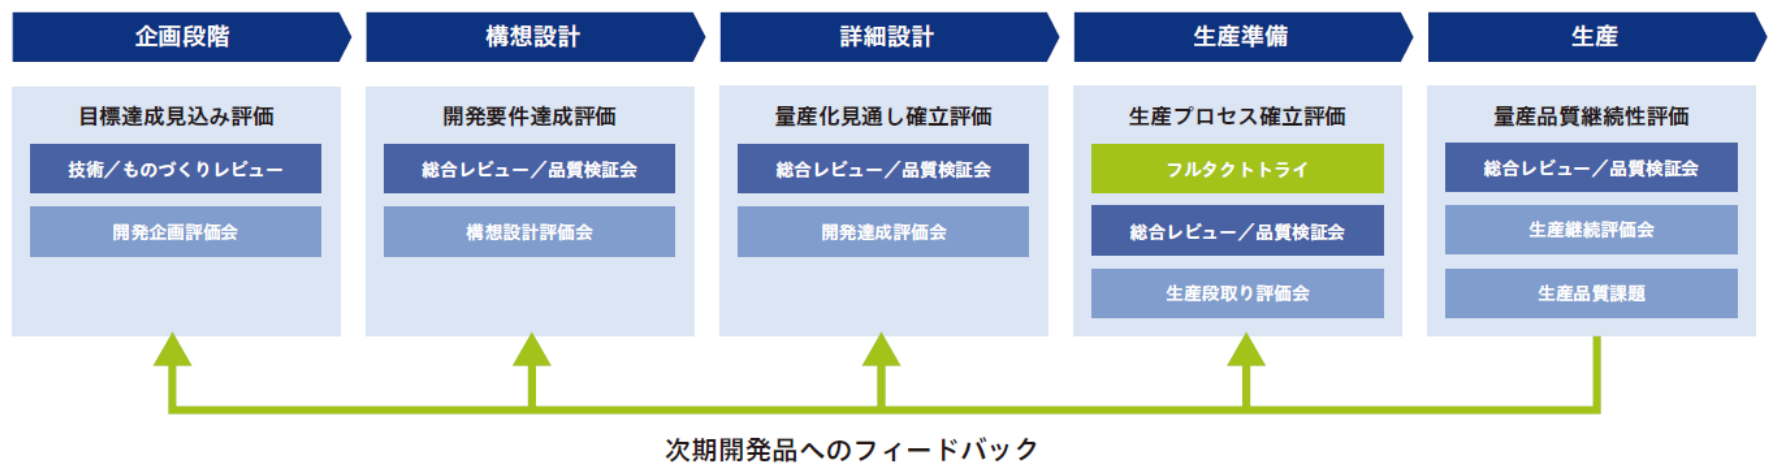 企画段階
構想設計
詳細設計
生産準備
生産
目標達成見込み評価
技術／ものづくりレビュー
開発企画評価会
開発要件達成評価
総合レビュー／品質検証会
構想設計評価会
量産化見通し確立評価
総合レビュー／品質検証会
開発達成評価会
生産プロセス確立評価
フルタクトトライ
総合レビュー／品質検証会
生産段取り評価会
量産品質継続性評価
総合レビュー／品質検証会
生産継続評価会
生産品質課題
次期開発品へのフィードバック